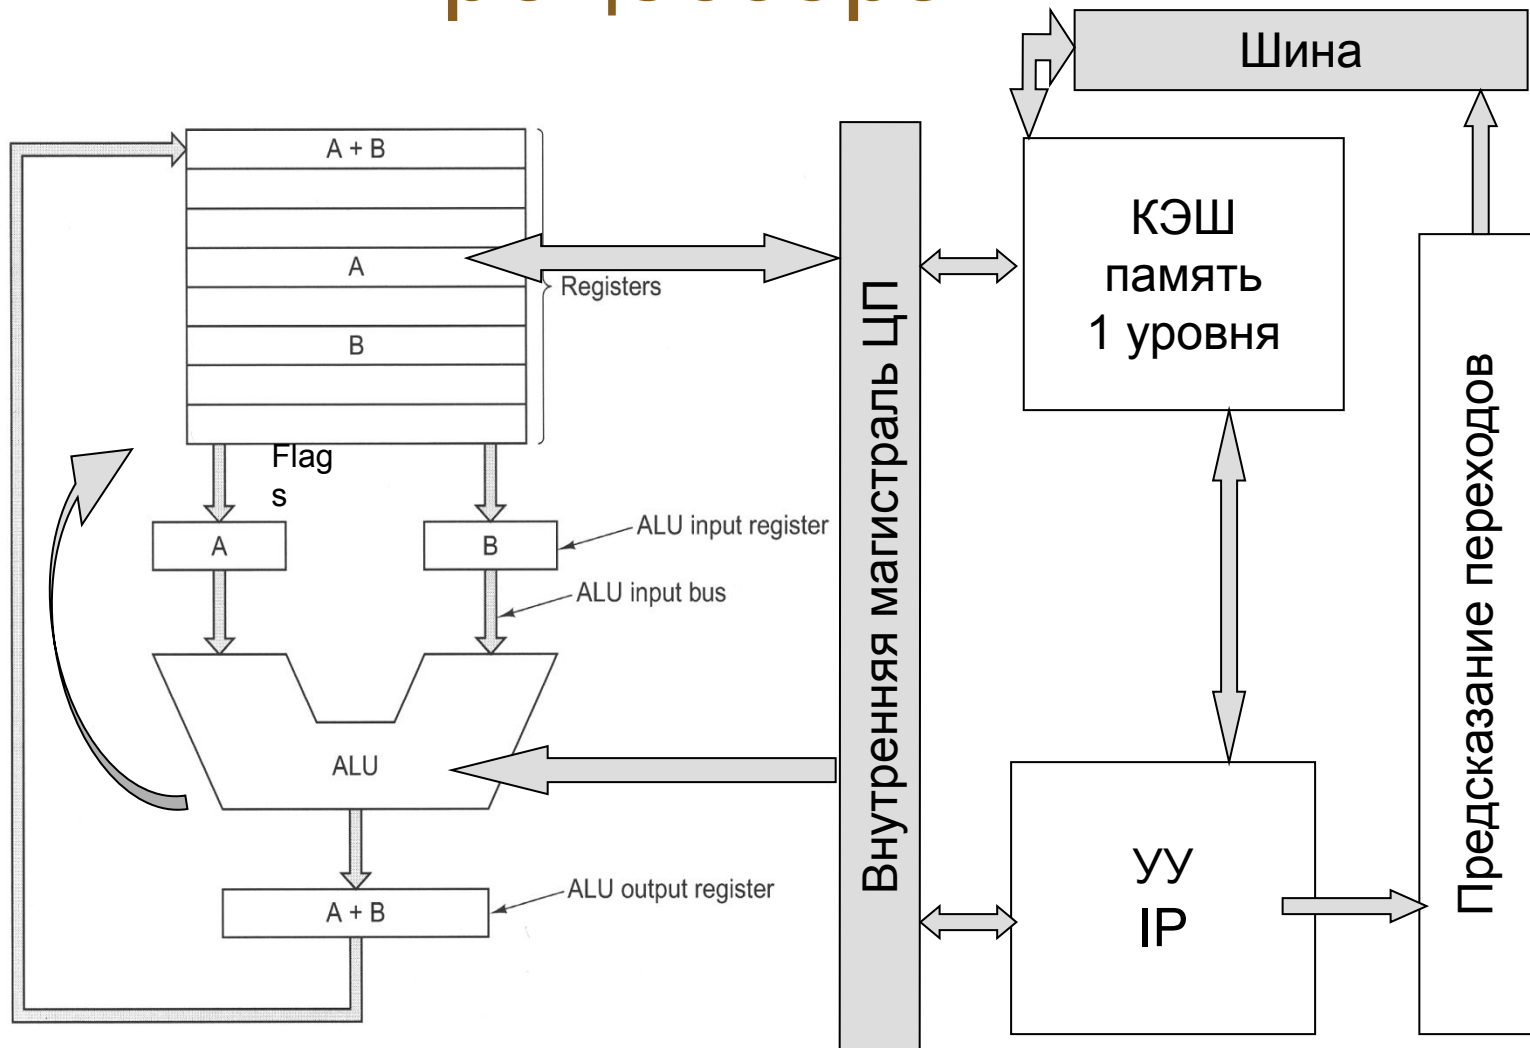 Шина
A + B
A
B
Registers
Flag
s
A
B
ALU input register
ALU input bus
ALU
A + B
ALU output register
Внутренняя магистраль ЦП
КЭШ
память
1 уровня
УУ
IP
Предсказание переходов